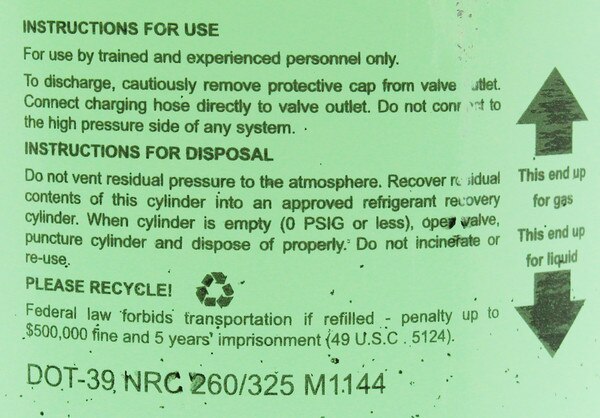 INSTRUCTIONS FOR USE
For use by trained and experienced personnel only.
To discharge, cautiously remove protective cap from valve outlet.
Connect charging hose directly to valve outlet. Do not connect to
the high pressure side of any system.
INSTRUCTIONS FOR DISPOSAL
Do not vent residual pressure to the atmosphere. Recover residual
contents of this cylinder into an approved refrigerant recovery
cylinder. When cylinder is empty (0 PSIG or less), open valve,
puncture cylinder and dispose of properly. Do not incinerate or
re-use.
PLEASE RECYCLE!
Federal law forbids transportation if refilled - penalty up to
$500,000 fine and 5 years' imprisonment (49 U.S.C. 5124).
DOT-39 NRC 260/325 M1144
This end up
for gas
This end up
for liquid